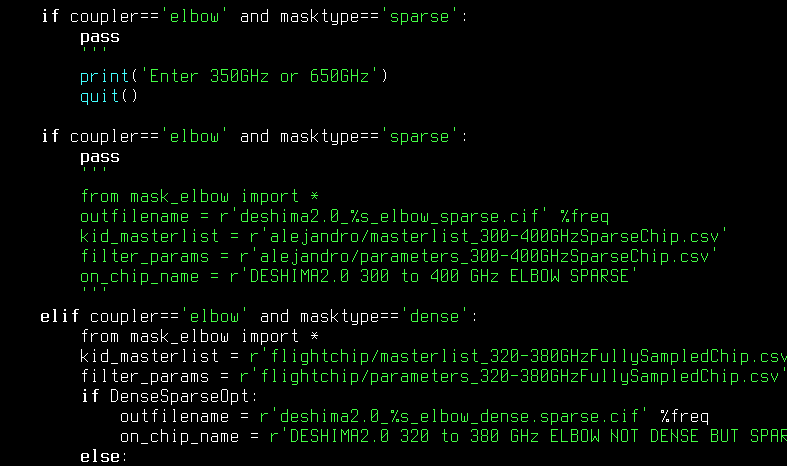 if coupler=='elbow' and masktype=='sparse':
pass
'''
print('Enter 350GHz or 650GHz')
quit()
if coupler=='elbow' and masktype=='sparse':
pass
'''
from mask_elbow import *
outfilename = r'deshima2.0_%s_elbow_sparse.cif' %freq
kid_masterlist = r'alejandro/masterlist_300-400GHzSparseChip.csv'
filter_params = r'alejandro/parameters_300-400GHzSparseChip.csv'
on_chip_name = r'DESHIMA2.0 300 to 400 GHz ELBOW SPARSE'
'''
elif coupler=='elbow' and masktype=='dense':
from mask_elbow import *
kid_masterlist = r'flightchip/masterlist_320-380GHzFullySampledChip.csv
filter_params = r'flightchip/parameters_320-380GHzFullySampledChip.csv'
if DenseSparseOpt:
outfilename = r'deshima2.0_%s_elbow_dense.sparse.cif' %freq
on_chip_name = r'DESHIMA2.0 320 to 380 GHz ELBOW NOT DENSE BUT SPAR
else: